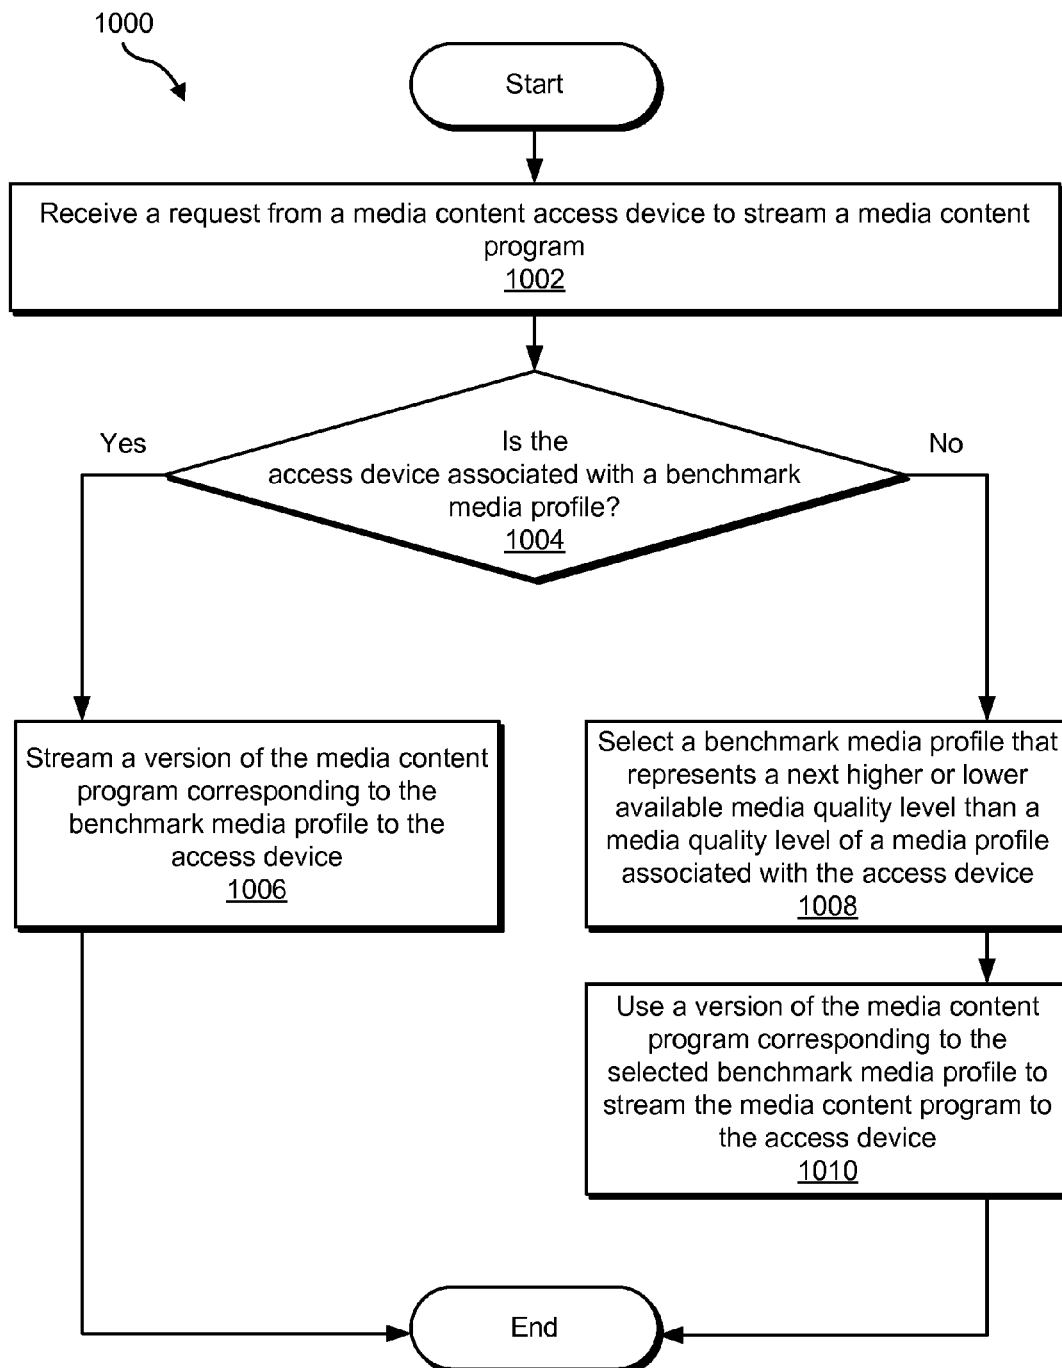 1000
Start
Receive a request from a media content access device to stream a media content
program
1002
Yes
No
Is the
access device associated with a benchmark
media profile?
1004
Stream a version of the media content
program corresponding to the
benchmark media profile to the
access device
1006
Select a benchmark media profile that
represents a next higher or lower
available media quality level than a
media quality level of a media profile
associated with the access device
1008
Use a version of the media content
program corresponding to the
selected benchmark media profile to
stream the media content program to
the access device
1010
End